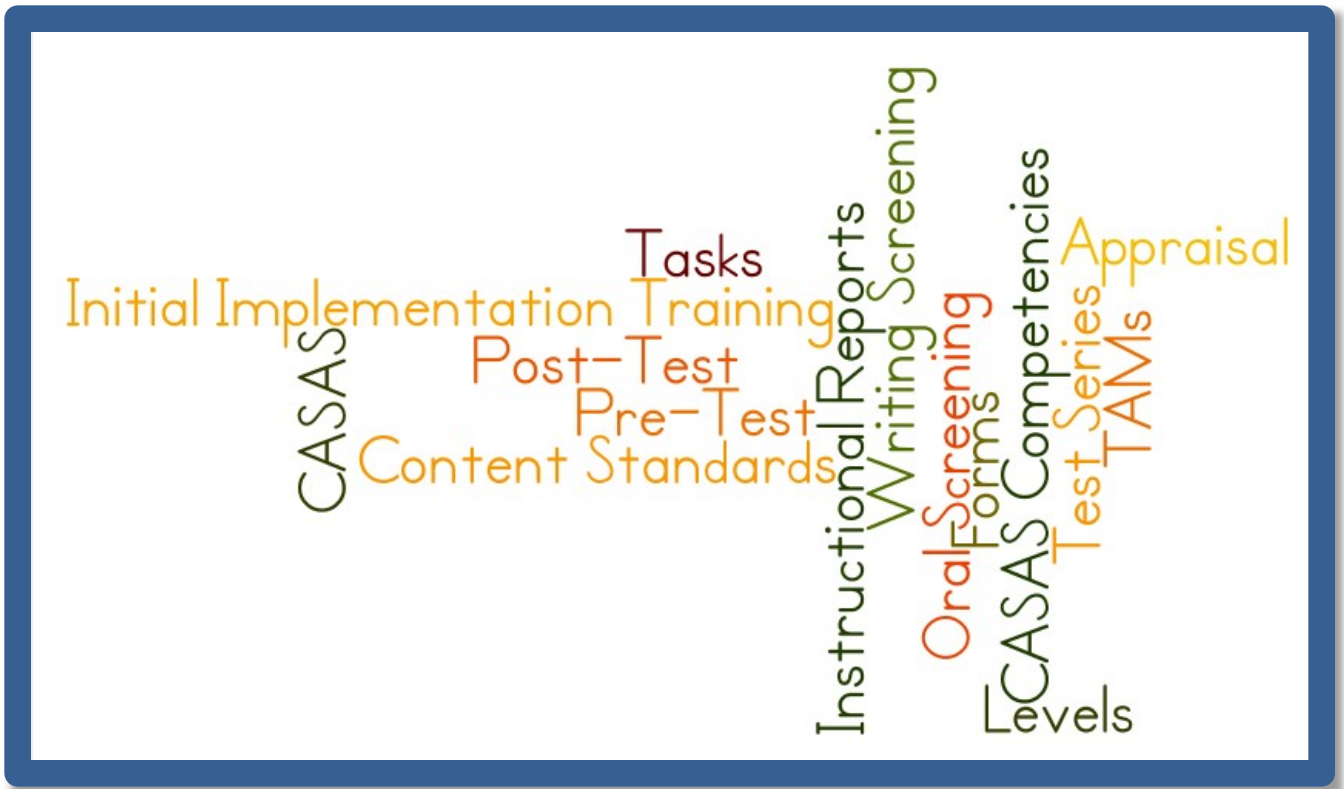 Tasks
Initial Implementation Training
Post-Test
Pre-Test
Content Standards
CASAS
Instructional Reports
Writing Screening
Oral Screening
Forms
CASAS Competencies
Test Series
TAMs
Appraisal
Levels